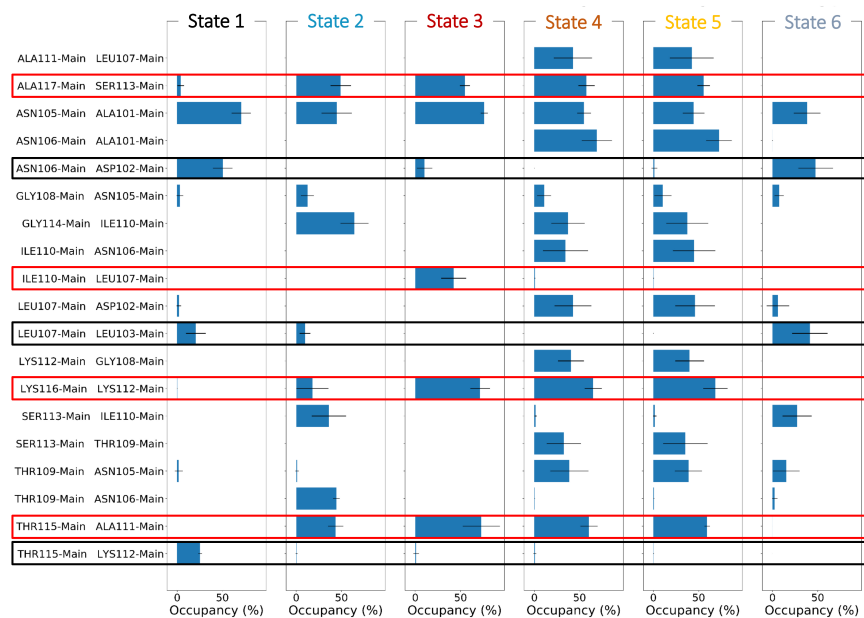 State 1 State 2 State 3 State 4 State 5 State 6
ALA111-Main LEU107-Main
ALA117-Main SER113-Main
ASN105-Main ALA101-Main
ASN106-Main ALA101-Main
ASN106-Main ASP102-Main
GLY108-Main ASN105-Main
GLY114-Main ILE110-Main
ILE110-Main ASN106-Main
ILE110-Main LEU107-Main
LEU107-Main ASP102-Main
LEU107-Main LEU103-Main
LYS112-Main GLY108-Main
LYS116-Main LYS112-Main
SER113-Main ILE110-Main
SER113-Main THR109-Main
THR109-Main ASN105-Main
THR109-Main ASN106-Main
THR115-Main ALA111-Main
THR115-Main LYS112-Main
0 50 0 50 0 50 0 50 0 50 0 50
Occupancy (%) Occupancy (%) Occupancy (%) Occupancy (%) Occupancy (%) Occupancy (%)